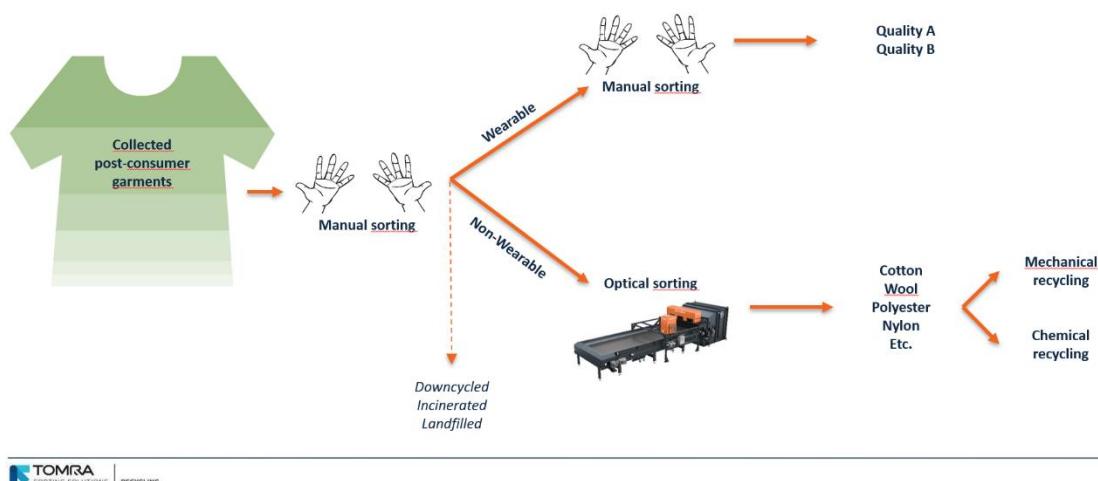 Collected
post-consumer
garments
Manual sorting
Wearable
Non-Wearable
Manual sorting
Quality A
Quality B
Optical sorting
Cotton
Wool
Polyester
Nylon
Etc.
Mechanical
recycling
Chemical
recycling
Downcycled
Incinerated
Landfilled
TOMRA